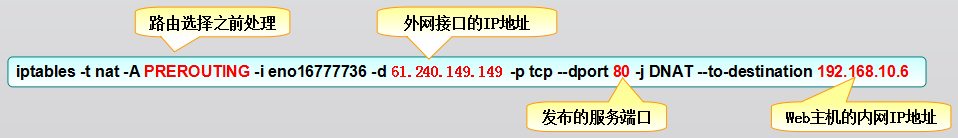 路由选择之前处理
外网接口的IP地址
iptables -t nat -A PREROUTING -i eno16777736 -d 61.240.149.149 -p tcp --dport 80 -j DNAT --to-destination 192.168.10.6
发布的服务端口
Web主机的内网IP地址